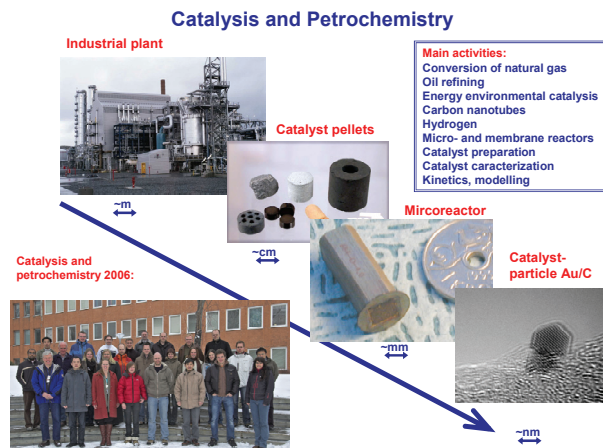 Catalysis and Petrochemistry
Industrial plant
Main activities:
Conversion of natural gas
Oil refining
Energy environmental catalysis
Carbon nanotubes
Hydrogen
Micro- and membrane reactors
Catalyst preparation
Catalyst caracterization
Kinetics, modelling
Catalyst pellets
~m
Mircoreactor
~cm
Catalyst-
particle Au/C
Catalysis and
petrochemistry 2006:
~mm
~nm